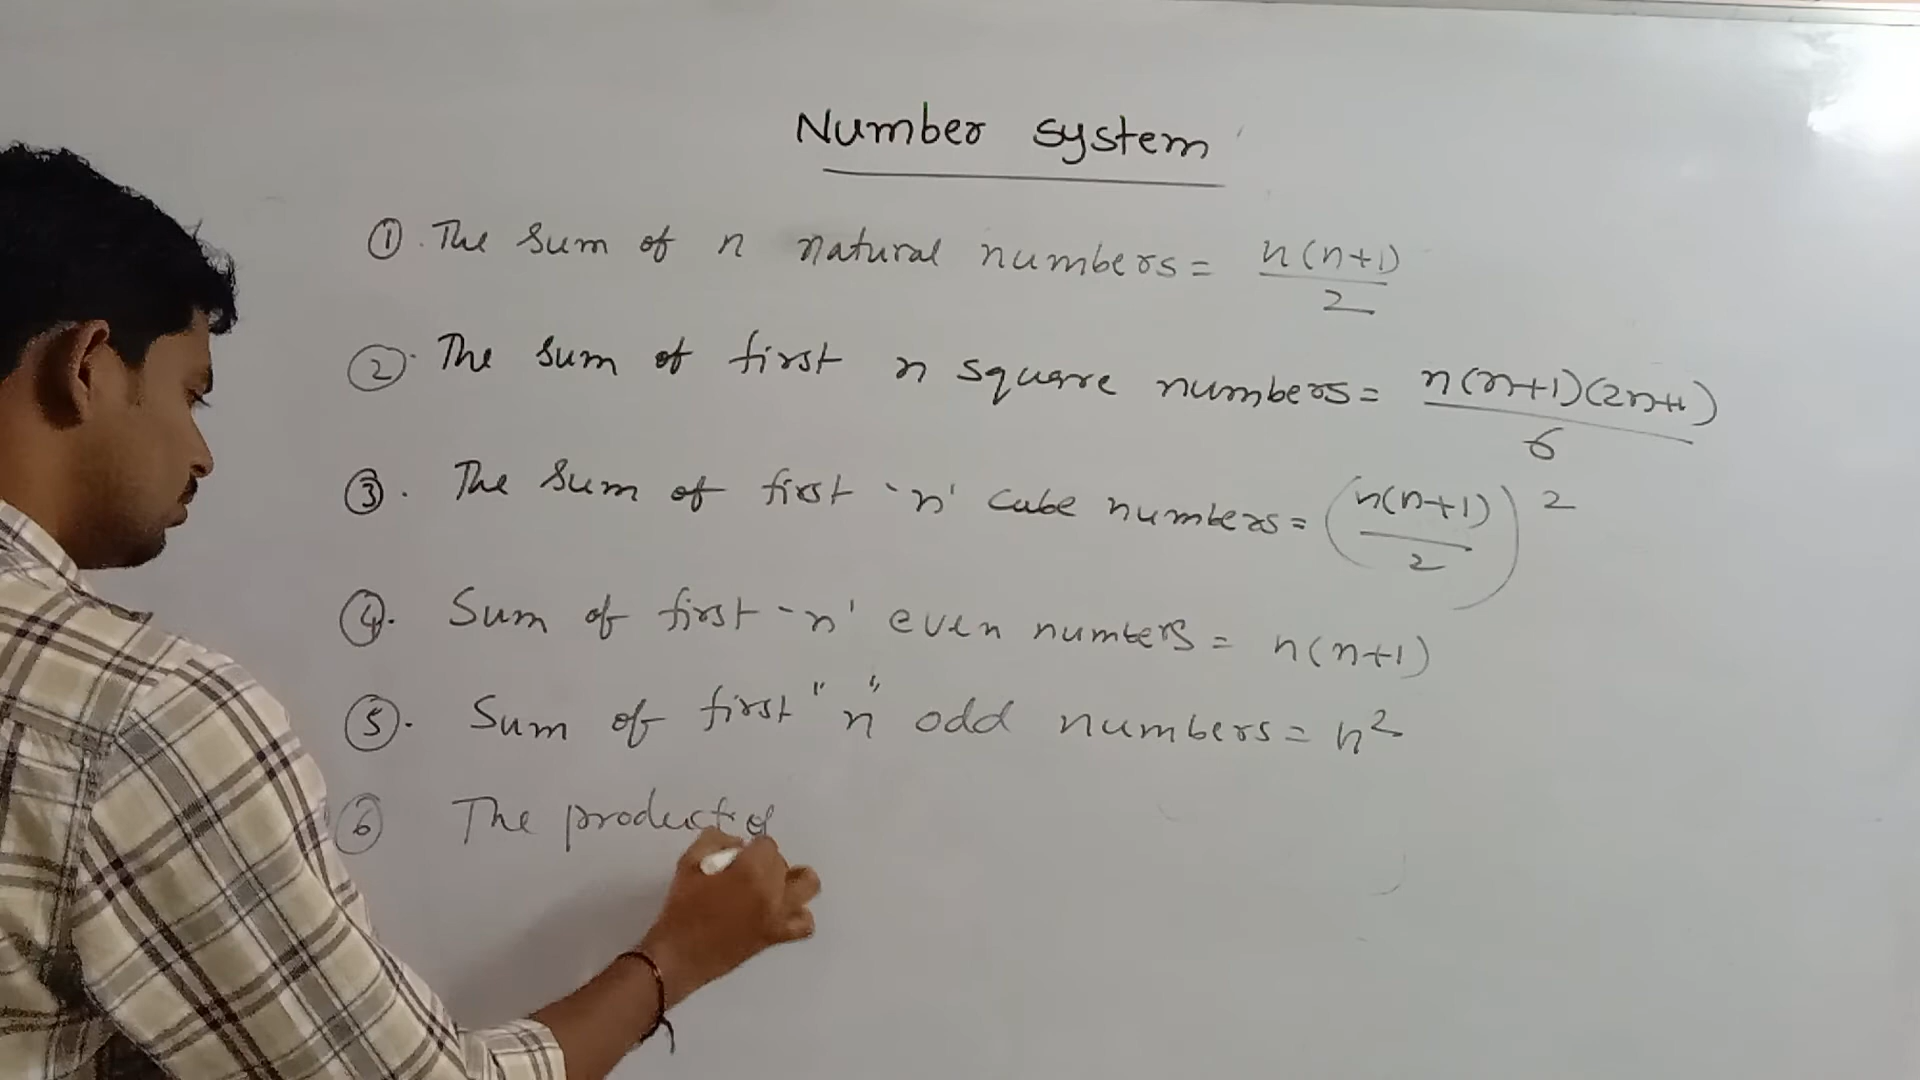 Number system
① The sum of n natural numbers = n(n+1)/2
②. The sum of first n square numbers = n(n+1)(2n+1)/6
③. The sum of first 'n' cube numbers = (n(n+1)/2)²
④. Sum of first 'n' even numbers = n(n+1)
⑤. Sum of first "n" odd numbers = n²
⑥ The product of